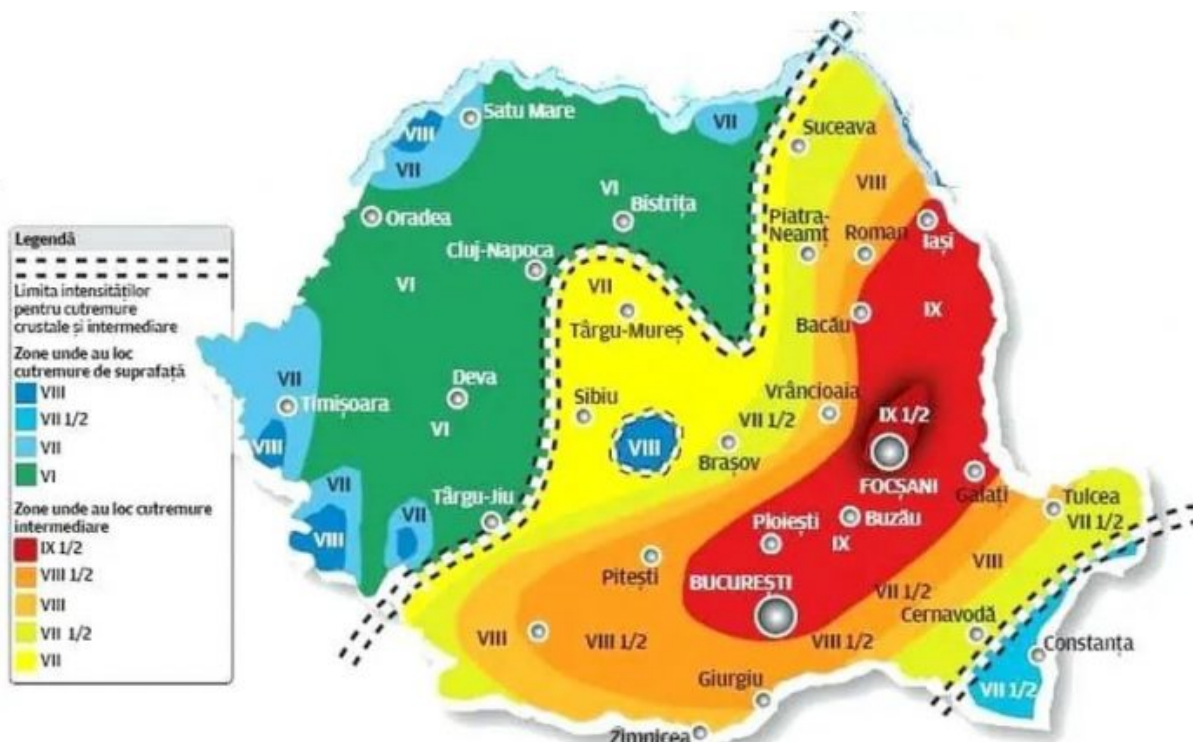 Legendă
Limita intensităților
pentru cutremure
crustale și intermediare
Zone unde au loc
cutremure de suprafață
VIII
VII 1/2
VII
VI
Zone unde au loc cutremure
intermediare
IX 1/2
VIII 1/2
VIII
VII 1/2
VII
Satu Mare
VIII
VII
VII
Suceava
VIII
VI
Bistrița
Oradea
Piatra-
Neamț
Roman
Iași
Cluj-Napoca
VI
VII
Târgu-Mureș
Bacău
IX
VII
Timișoara
Deva
VI
Sibiu
Vrâncioaia
VII 1/2
IX 1/2
VIII
VIII
Brașov
FOCȘANI
Galați
VII
VIII
VII
Târgu-Jiu
Ploiești
Buzău
IX
Tulcea
VII 1/2
Pitești
BUCUREȘTI
VIII
VII 1/2
Cernavodă
VIII
VIII 1/2
VIII 1/2
Constanța
Giurgiu
VII 1/2
Zimnicea